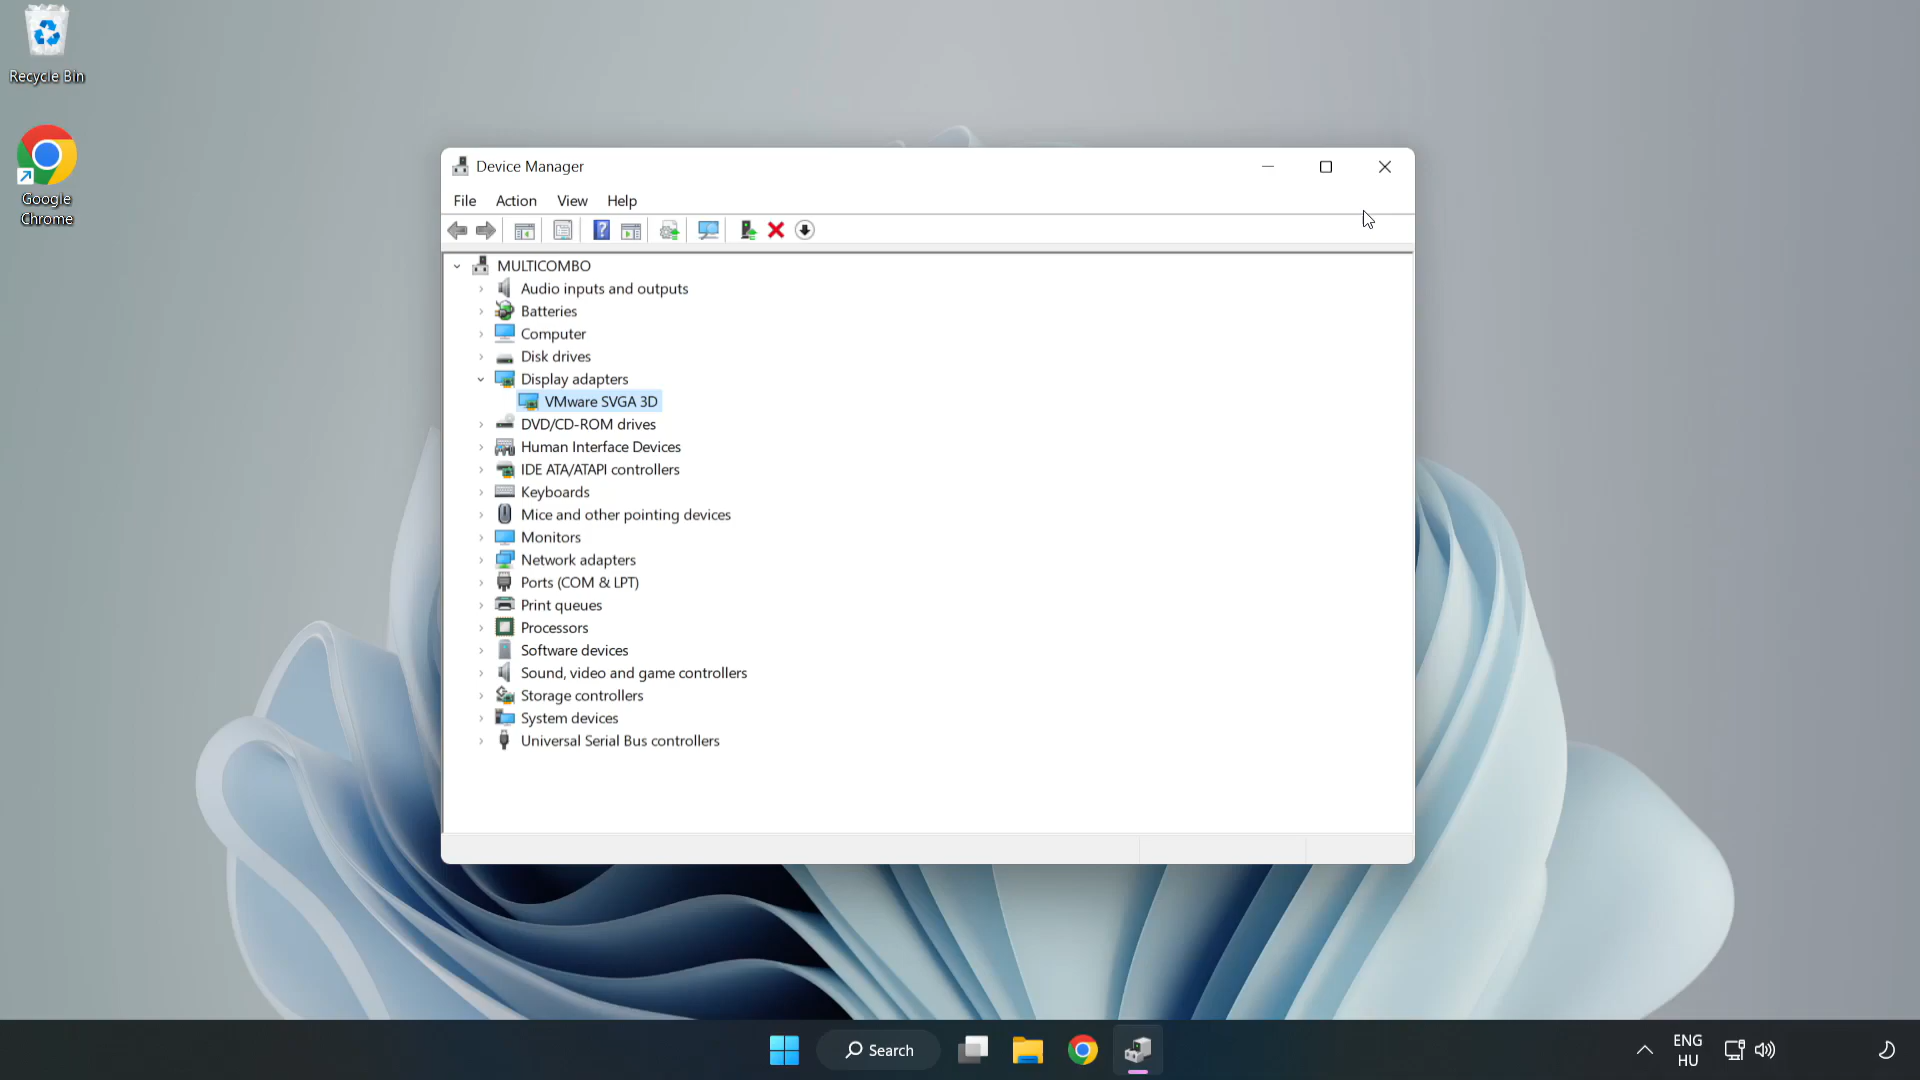 Recycle Bin
Google
Chrome
Device Manager
File Action View Help
MULTICOMBO
Audio inputs and outputs
Batteries
Computer
Disk drives
Display adapters
VMware SVGA 3D
DVD/CD-ROM drives
Human Interface Devices
IDE ATA/ATAPI controllers
Keyboards
Mice and other pointing devices
Monitors
Network adapters
Ports (COM & LPT)
Print queues
Processors
Software devices
Sound, video and game controllers
Storage controllers
System devices
Universal Serial Bus controllers
Search
ENG
HU